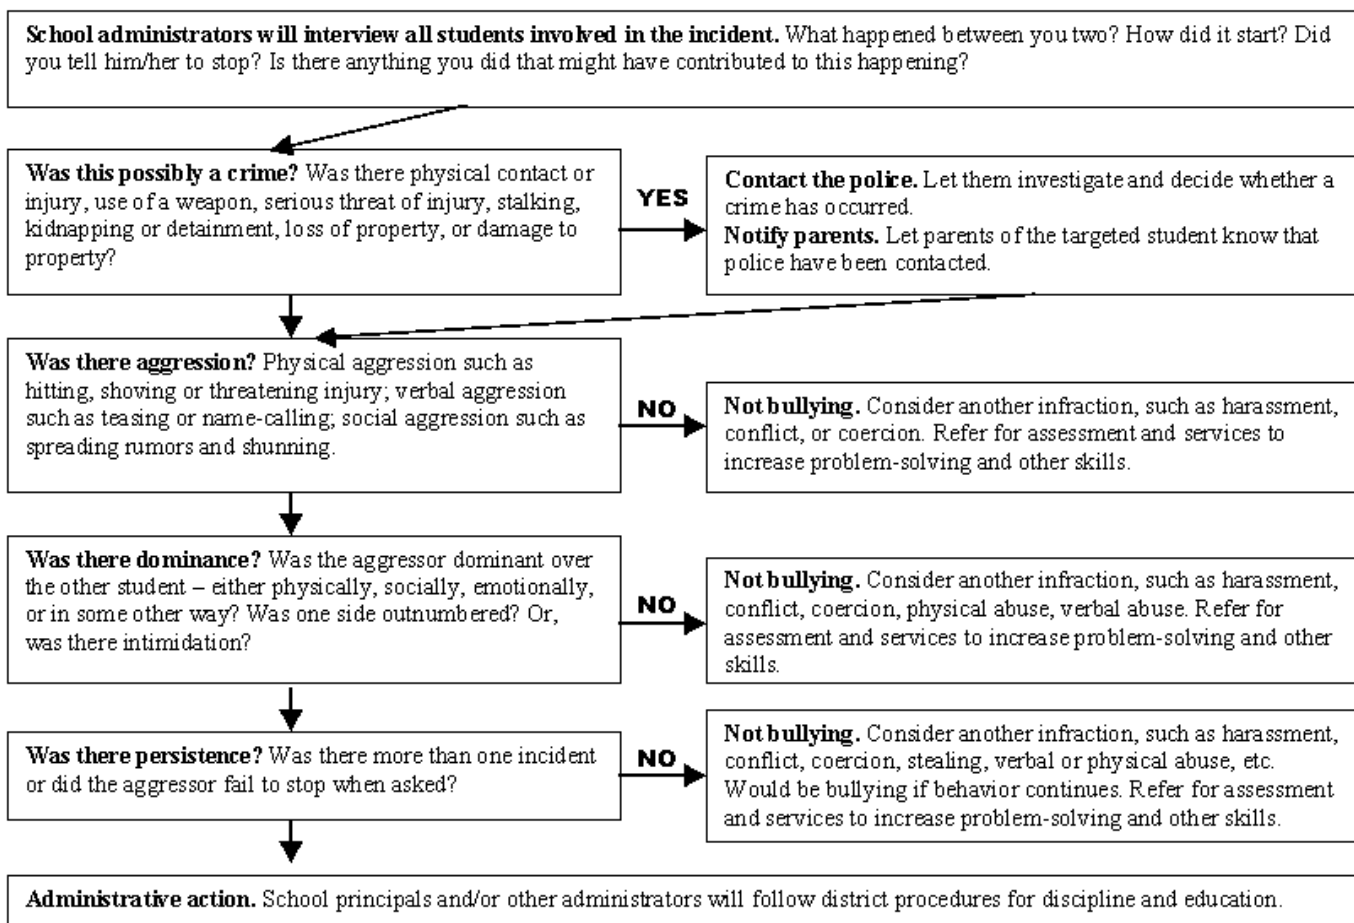 School administrators will interview all students involved in the incident. What happened between you two? How did it start? Did
you tell him/her to stop? Is there anything you did that might have contributed to this happening?
Was this possibly a crime? Was there physical contact or
injury, use of a weapon, serious threat of injury, stalking,
kidnapping or detainment, loss of property, or damage to
property?
YES
Contact the police. Let them investigate and decide whether a
crime has occurred.
Notify parents. Let parents of the targeted student know that
police have been contacted.
Was there aggression? Physical aggression such as
hitting, shoving or threatening injury; verbal aggression
such as teasing or name-calling; social aggression such as
spreading rumors and shunning.
NO
Not bullying. Consider another infraction, such as harassment,
conflict, or coercion. Refer for assessment and services to
increase problem-solving and other skills.
Was there dominance? Was the aggressor dominant over
the other student – either physically, socially, emotionally,
or in some other way? Was one side outnumbered? Or,
was there intimidation?
NO
Not bullying. Consider another infraction, such as harassment,
conflict, coercion, physical abuse, verbal abuse. Refer for
assessment and services to increase problem-solving and other
skills.
Was there persistence? Was there more than one incident
or did the aggressor fail to stop when asked?
NO
Not bullying. Consider another infraction, such as harassment,
conflict, coercion, stealing, verbal or physical abuse, etc.
Would be bullying if behavior continues. Refer for assessment
and services to increase problem-solving and other skills.
Administrative action. School principals and/or other administrators will follow district procedures for discipline and education.